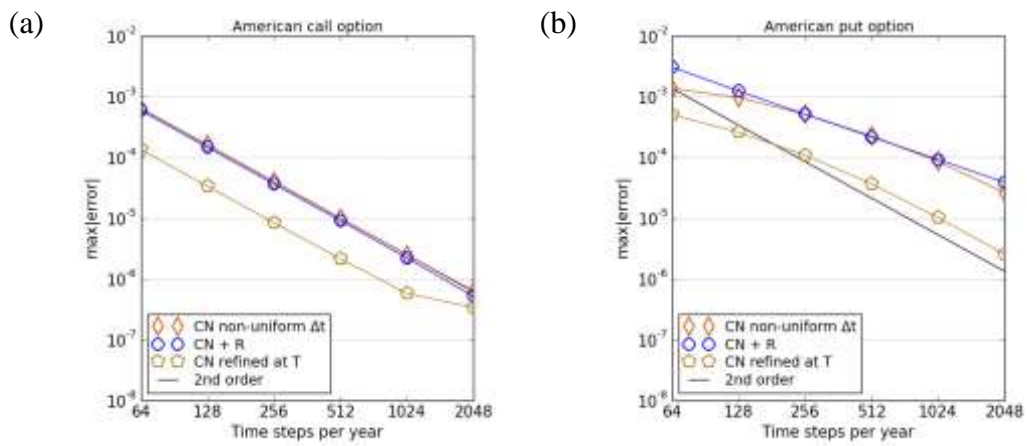 (a)
American call option
max|error|
10^-2
10^-3
10^-4
10^-5
10^-6
10^-7
10^-8
CN non-uniform Δt
CN + R
CN refined at T
2nd order
64 128 256 512 1024 2048
Time steps per year
(b)
American put option
max|error|
10^-2
10^-3
10^-4
10^-5
10^-6
10^-7
10^-8
CN non-uniform Δt
CN + R
CN refined at T
2nd order
64 128 256 512 1024 2048
Time steps per year